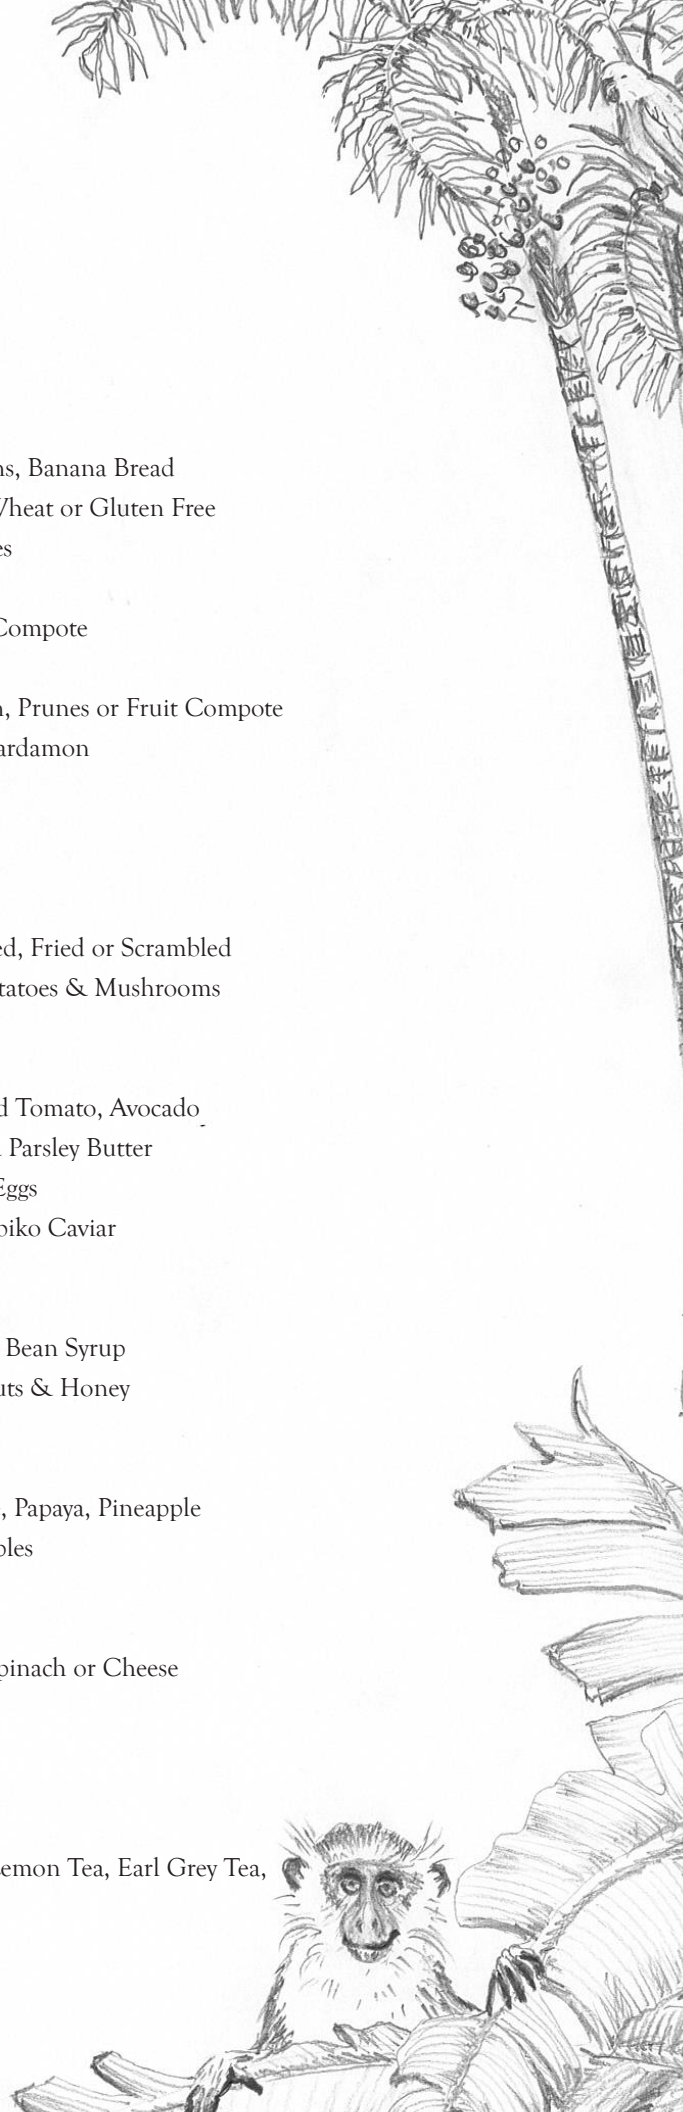 ns, Banana Bread
Wheat or Gluten Free
es
Compote
n, Prunes or Fruit Compote
ardamon
ed, Fried or Scrambled
tatoes & Mushrooms
d Tomato, Avocado
Parsley Butter
Eggs
biko Caviar
Bean Syrup
uts & Honey
, Papaya, Pineapple
bles
pinach or Cheese
Lemon Tea, Earl Grey Tea,